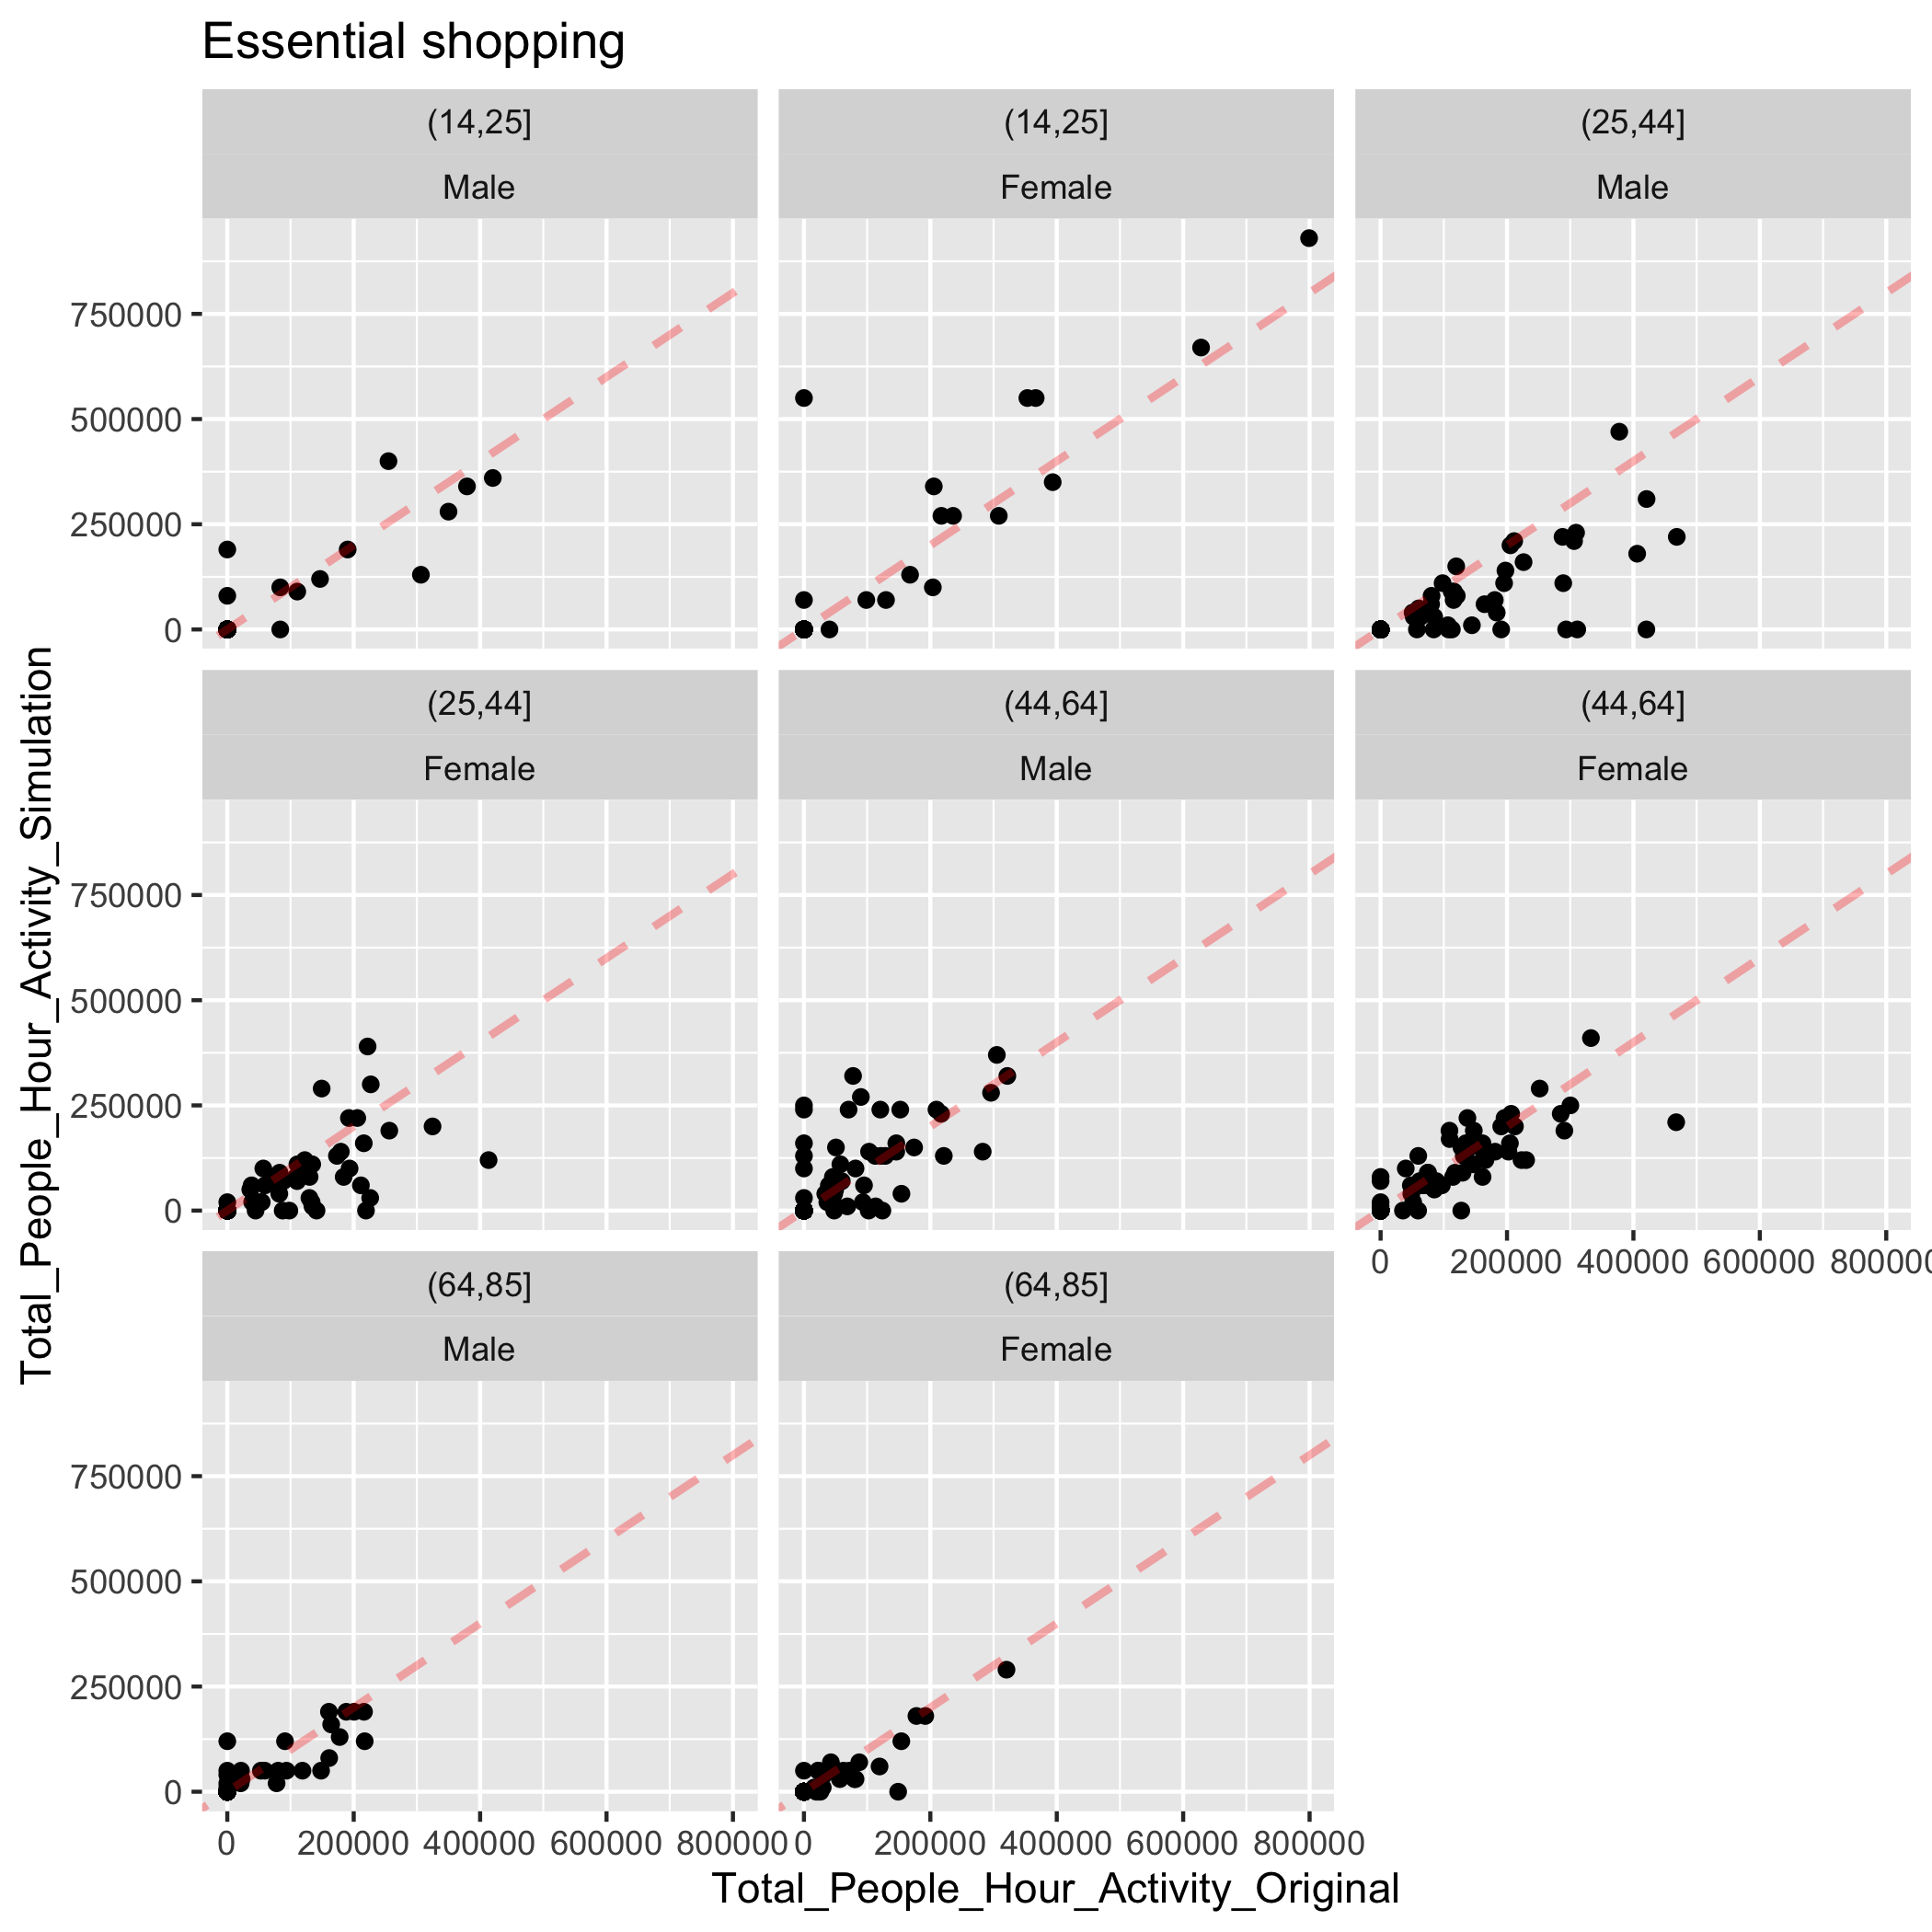 Essential shopping
(14,25]
Male
(14,25]
Female
(25,44]
Male
750000
500000
250000
0
(25,44]
Female
(44,64]
Male
(44,64]
Female
750000
500000
250000
0
0 200000 400000 600000 800000
(64,85]
Male
(64,85]
Female
750000
500000
250000
0
0 200000 400000 600000 800000
0 200000 400000 600000 800000
Total_People_Hour_Activity_Original
Total_People_Hour_Activity_Simulation